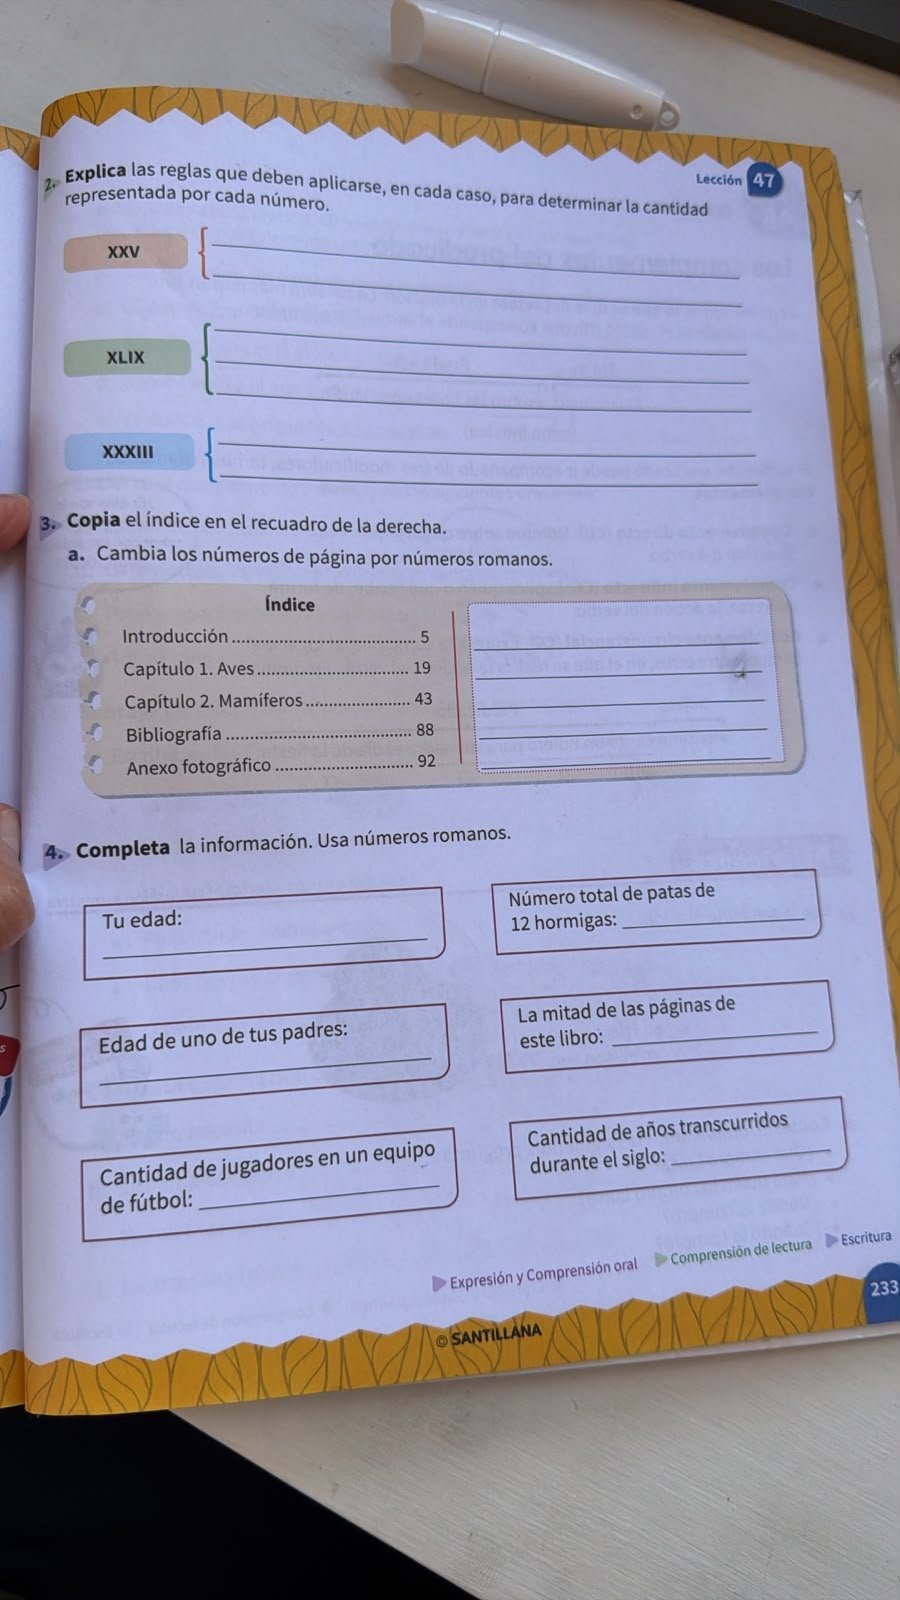 Lección 47
2. Explica las reglas que deben aplicarse, en cada caso, para determinar la cantidad
representada por cada número.
XXV
XLIX
XXXIII
3. Copia el índice en el recuadro de la derecha.
a. Cambia los números de página por números romanos.
Índice
Introducción ........ 5
Capítulo 1. Aves ........ 19
Capítulo 2. Mamíferos ........ 43
Bibliografía ........ 88
Anexo fotográfico ........ 92
4. Completa la información. Usa números romanos.
Tu edad:
Número total de patas de
12 hormigas:
Edad de uno de tus padres:
La mitad de las páginas de
este libro:
Cantidad de jugadores en un equipo
de fútbol:
Cantidad de años transcurridos
durante el siglo:
Expresión y Comprensión oral Comprensión de lectura Escritura
233
© SANTILLANA